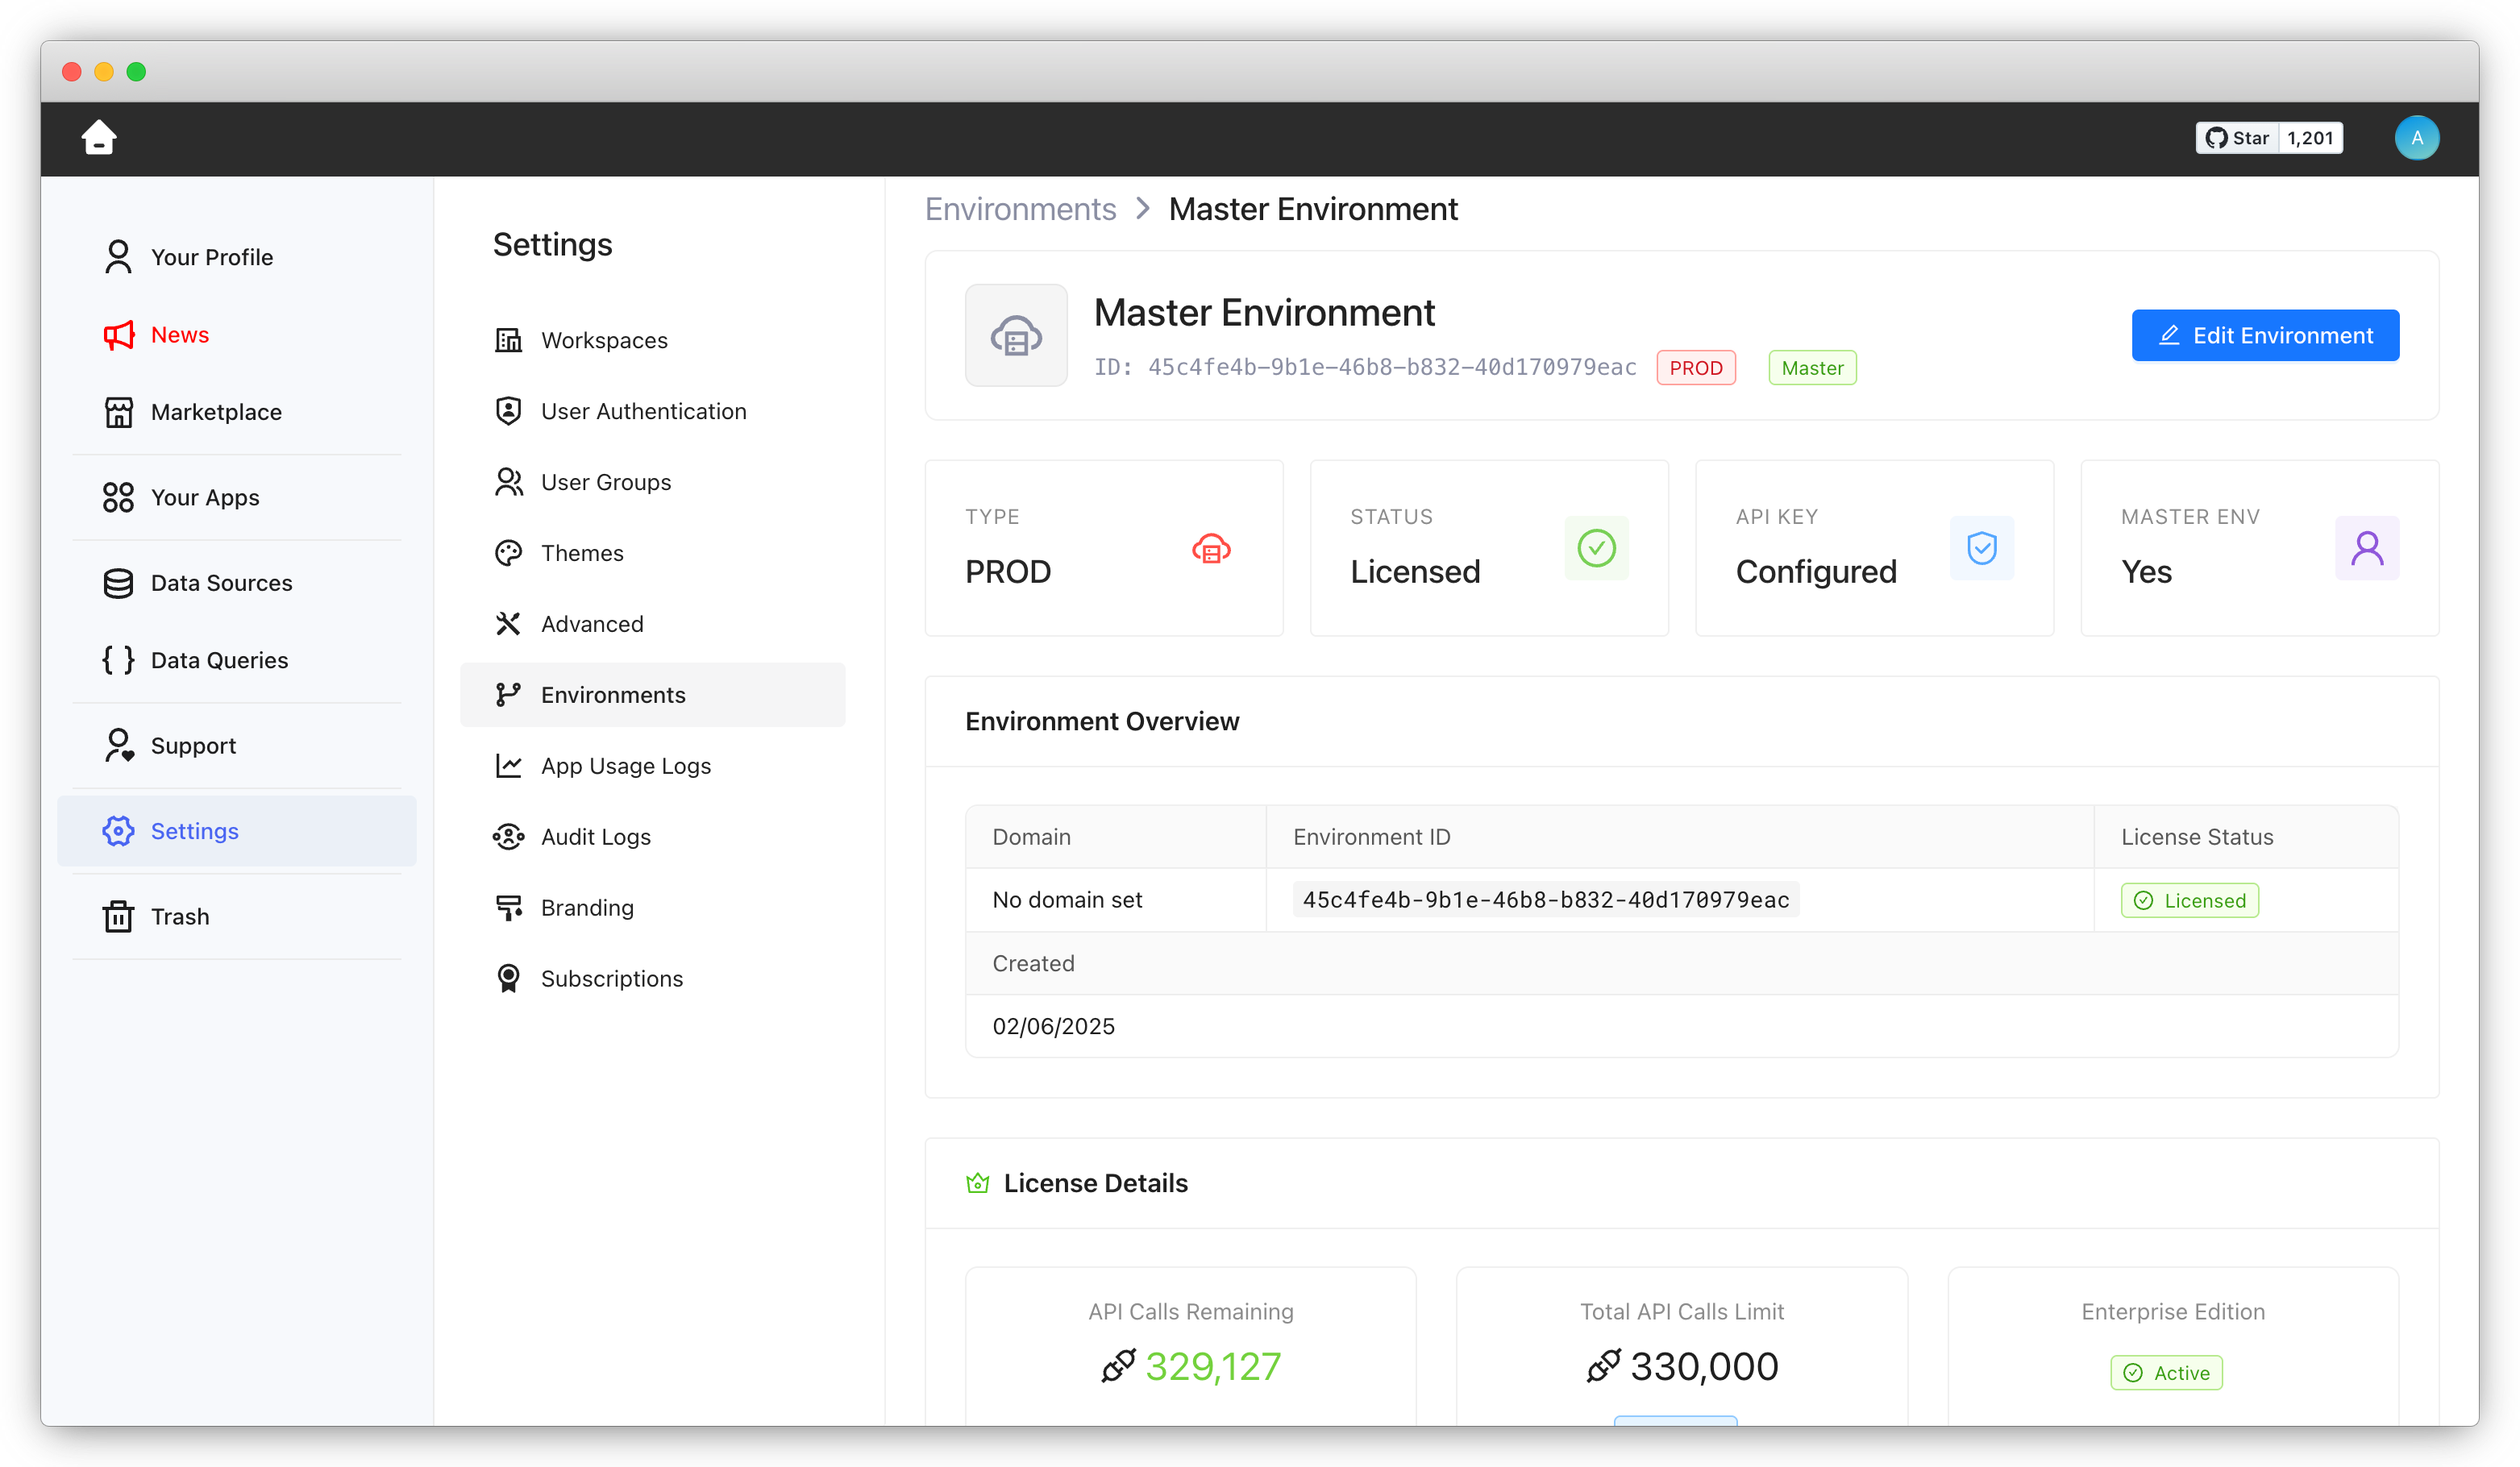 Star 1,201
A
Your Profile
News
Marketplace
Your Apps
Data Sources
Data Queries
Support
Settings
Trash
Settings
Workspaces
User Authentication
User Groups
Themes
Advanced
Environments
App Usage Logs
Audit Logs
Branding
Subscriptions
Environments > Master Environment
Master Environment
ID: 45c4fe4b-9b1e-46b8-b832-40d170979eac PROD Master
Edit Environment
TYPE
PROD
STATUS
Licensed
API KEY
Configured
MASTER ENV
Yes
Environment Overview
Domain Environment ID License Status
No domain set 45c4fe4b-9b1e-46b8-b832-40d170979eac Licensed
Created
02/06/2025
License Details
API Calls Remaining
329,127
Total API Calls Limit
330,000
Enterprise Edition
Active